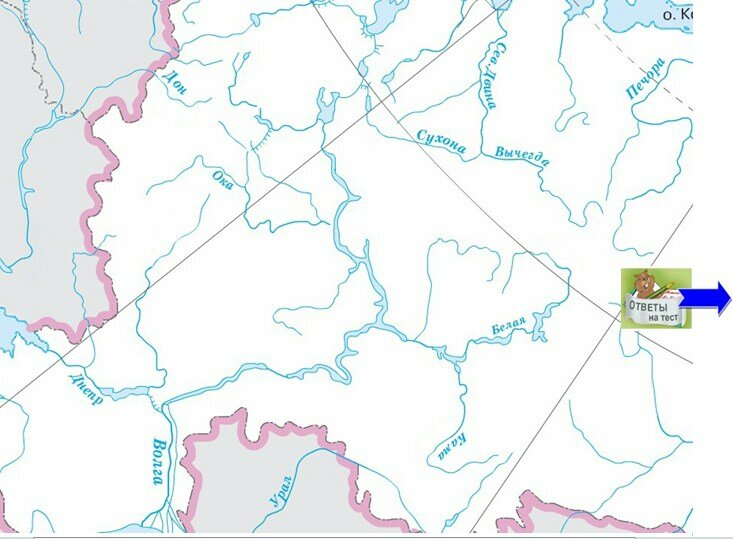 о. Ко
Дон
Сев.Двина
Печора
Сухона
Вычегда
Ока
Белая
ОТВЕТЫ
на тест
Днепр
Кама
Волга
Урал